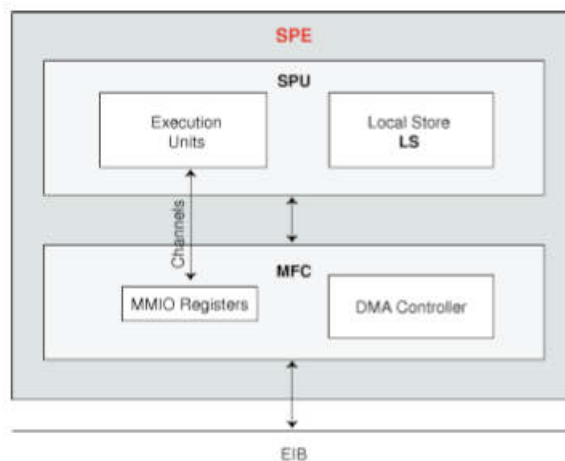 SPE
SPU
Execution
Units
Local Store
LS
Channels
MFC
MMIO Registers
DMA Controller
EIB